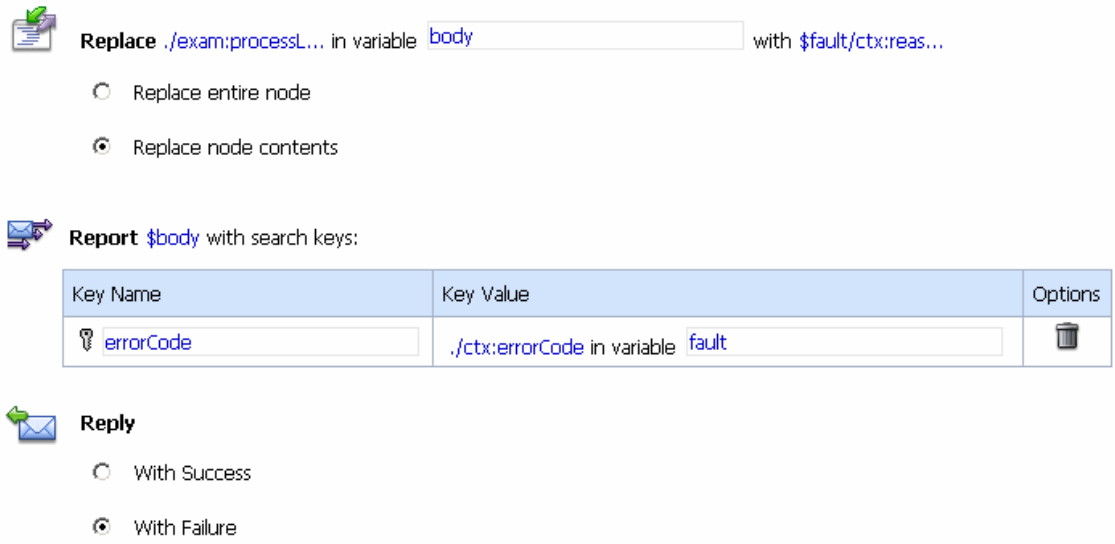 Replace ./exam:processL... in variable body with $fault/ctx:reas...
Replace entire node
Replace node contents
Report $body with search keys:
Key Name Key Value Options
errorCode ./ctx:errorCode in variable fault
Reply
With Success
With Failure